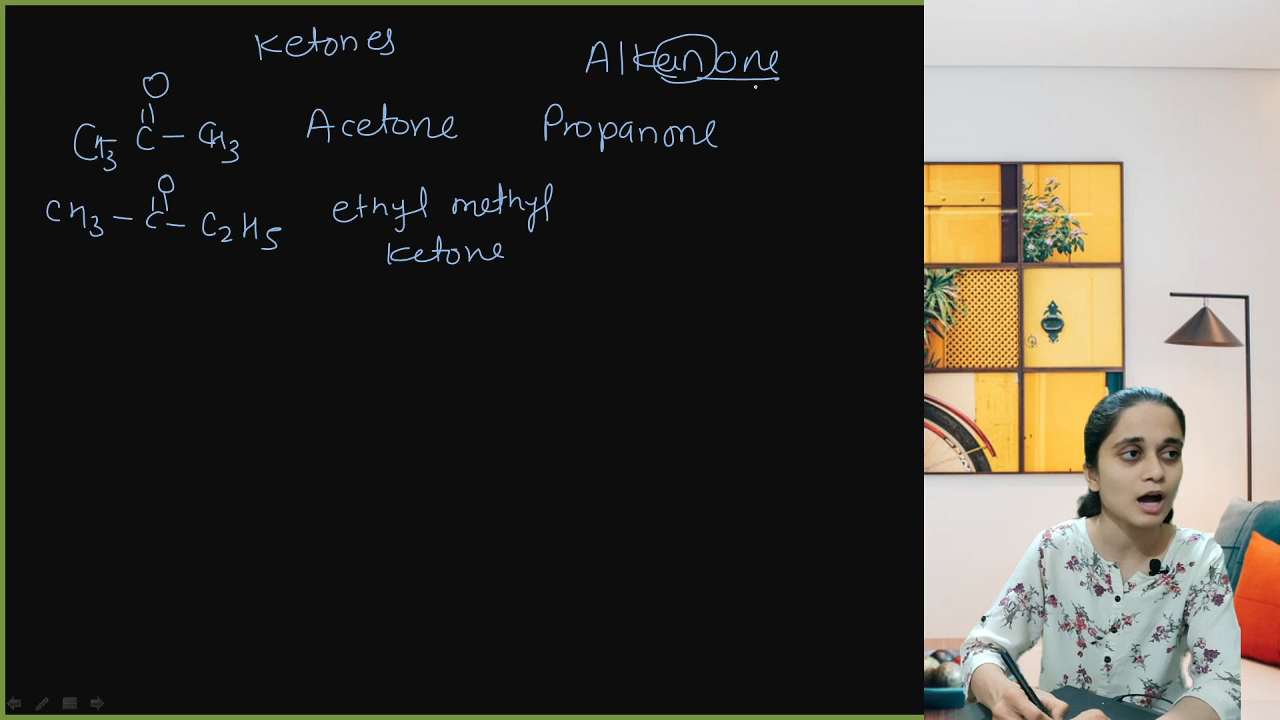 Ketones
Alkanone
O
||
CH3 C — CH3
Acetone
Propanone
O
||
CH3 — C — C2H5
ethyl methyl
ketone